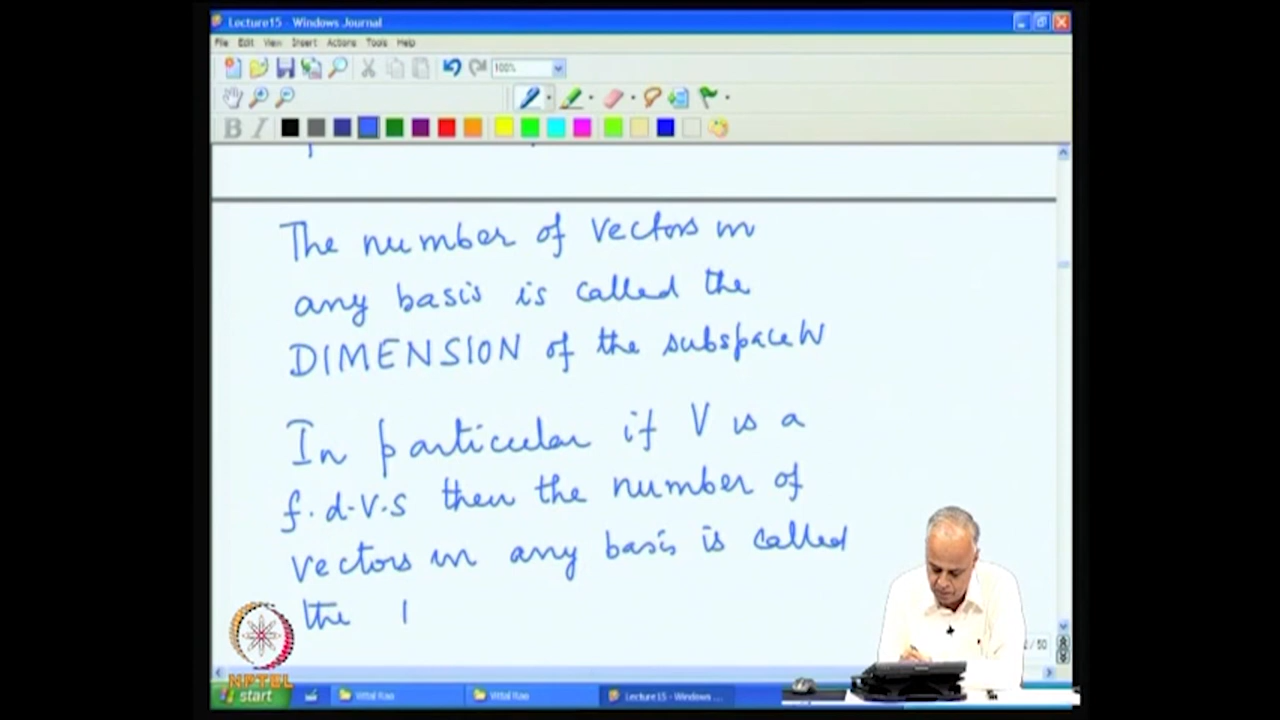 Lecture15 - Windows Journal
File Edit View Insert Actions Tools Help
100%
B I
The number of vectors in
any basis is called the
DIMENSION of the subspace W
In particular if V is a
f.d.V.S then the number of
vectors in any basis is called
the
/ 50
NPTEL
start Vittal Rao Vittal Rao Lecture15 - Windows ...